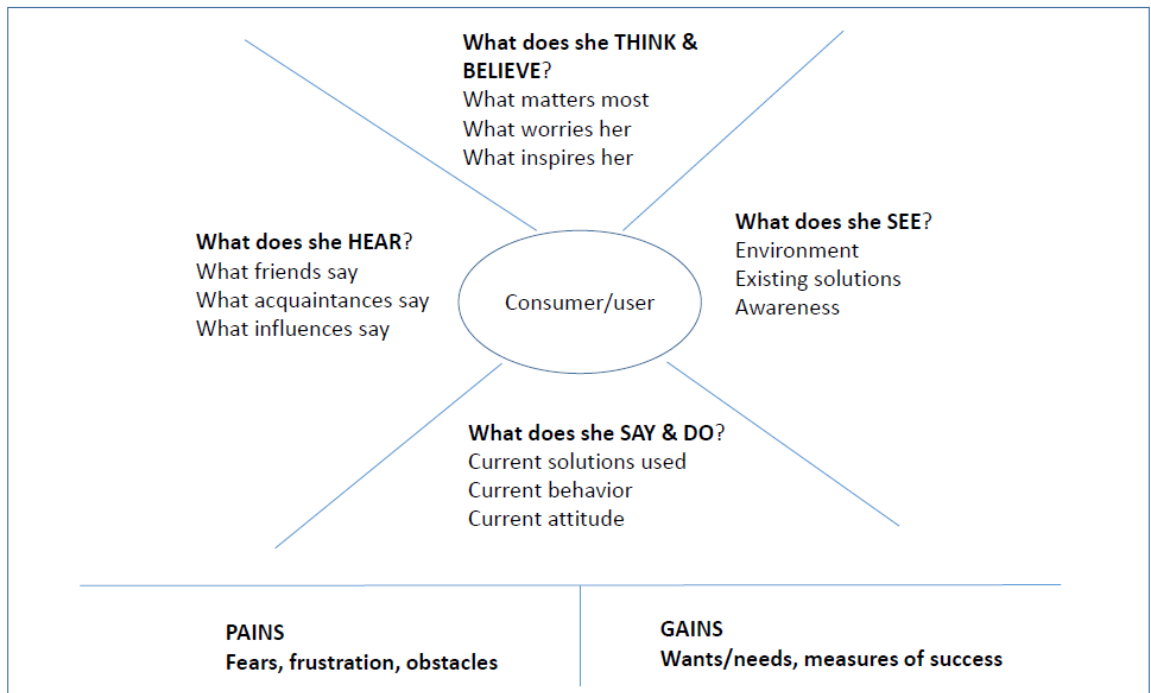 What does she THINK &
BELIEVE?
What matters most
What worries her
What inspires her
What does she HEAR?
What friends say
What acquaintances say
What influences say
Consumer/user
What does she SEE?
Environment
Existing solutions
Awareness
What does she SAY & DO?
Current solutions used
Current behavior
Current attitude
PAINS
Fears, frustration, obstacles
GAINS
Wants/needs, measures of success